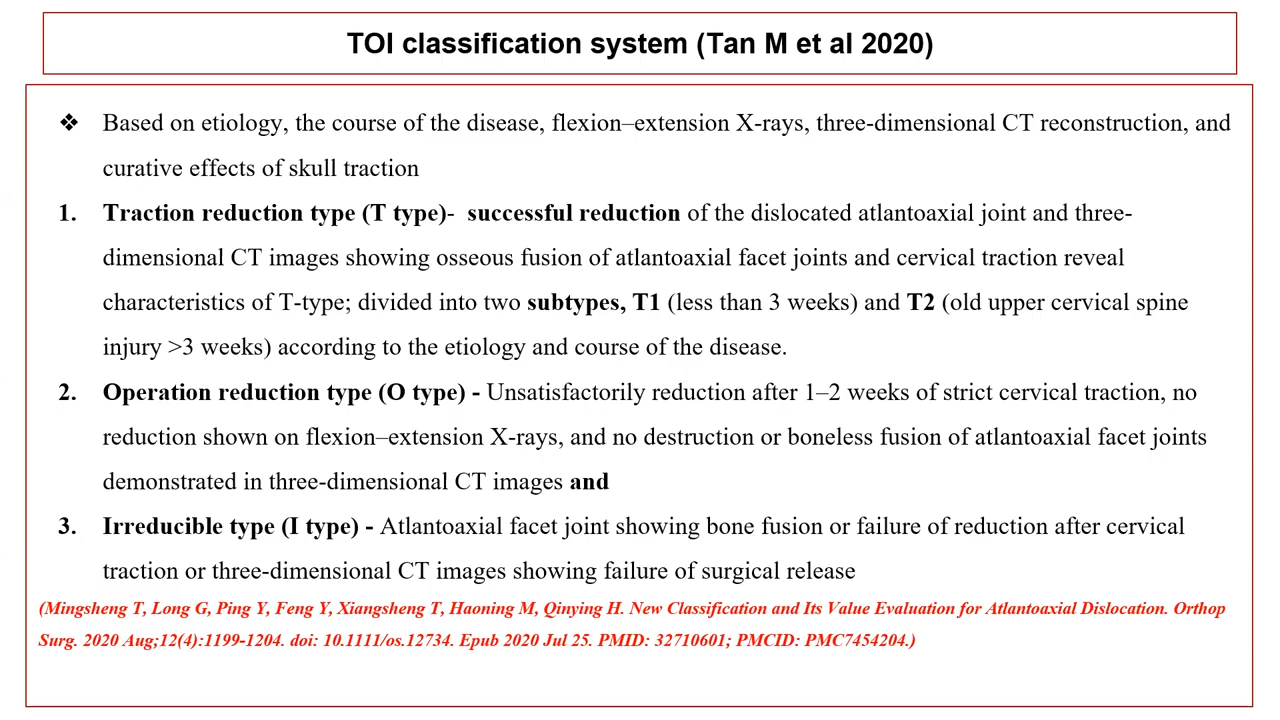 TOI classification system (Tan M et al 2020)
❖ Based on etiology, the course of the disease, flexion–extension X-rays, three-dimensional CT reconstruction, and
curative effects of skull traction
1. Traction reduction type (T type)- successful reduction of the dislocated atlantoaxial joint and three-
dimensional CT images showing osseous fusion of atlantoaxial facet joints and cervical traction reveal
characteristics of T-type; divided into two subtypes, T1 (less than 3 weeks) and T2 (old upper cervical spine
injury >3 weeks) according to the etiology and course of the disease.
2. Operation reduction type (O type) - Unsatisfactorily reduction after 1–2 weeks of strict cervical traction, no
reduction shown on flexion–extension X-rays, and no destruction or boneless fusion of atlantoaxial facet joints
demonstrated in three-dimensional CT images and
3. Irreducible type (I type) - Atlantoaxial facet joint showing bone fusion or failure of reduction after cervical
traction or three-dimensional CT images showing failure of surgical release
(Mingsheng T, Long G, Ping Y, Feng Y, Xiangsheng T, Haoning M, Qinying H. New Classification and Its Value Evaluation for Atlantoaxial Dislocation. Orthop
Surg. 2020 Aug;12(4):1199-1204. doi: 10.1111/os.12734. Epub 2020 Jul 25. PMID: 32710601; PMCID: PMC7454204.)